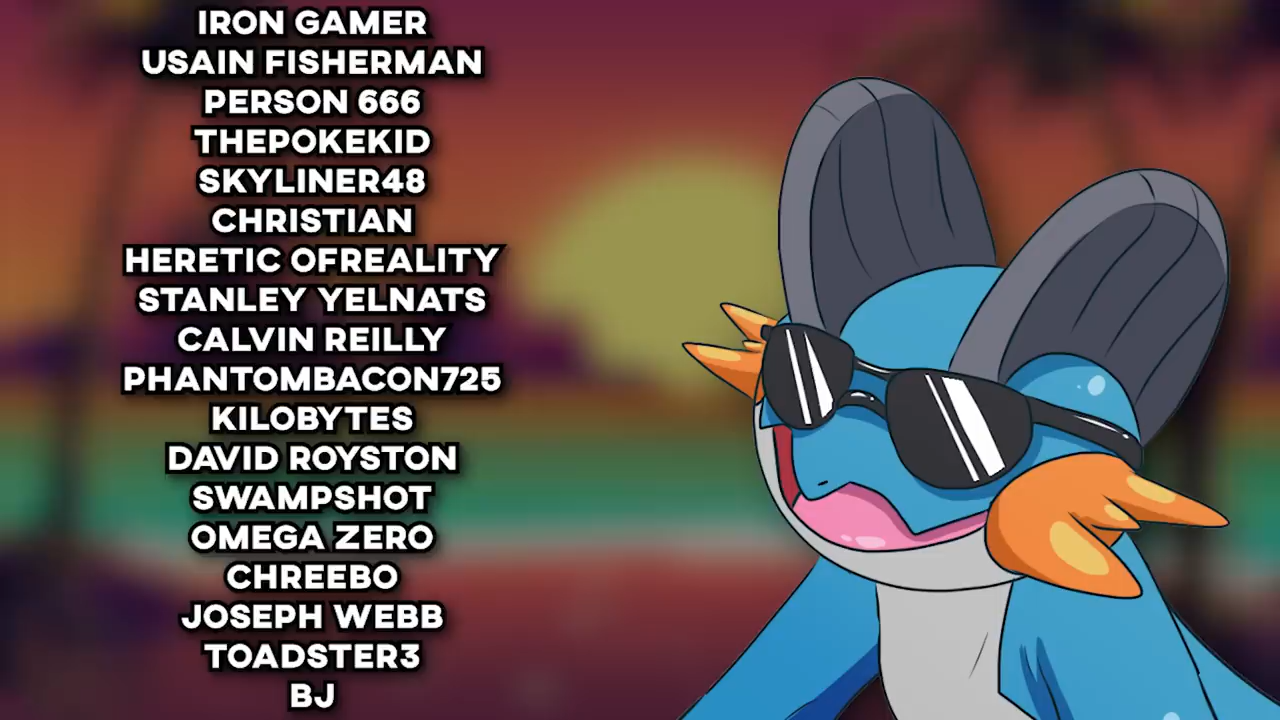 IRON GAMER
USAIN FISHERMAN
PERSON 666
THEPOKEKID
SKYLINER48
CHRISTIAN
HERETIC OFREALITY
STANLEY YELNATS
CALVIN REILLY
PHANTOMBACON725
KILOBYTES
DAVID ROYSTON
SWAMPSHOT
OMEGA ZERO
CHREEBO
JOSEPH WEBB
TOADSTER3
BJ